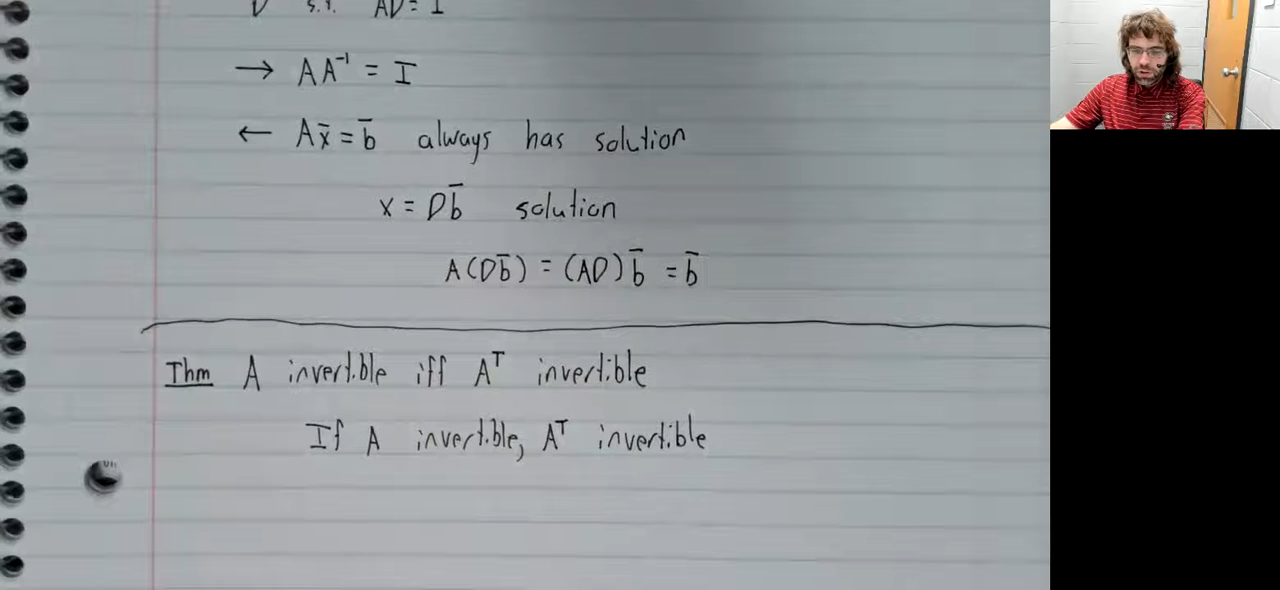 D s.t. AD = I
→ AA⁻¹ = I
← Ax̄ = b̄ always has solution
x = Db̄ solution
A(Db̄) = (AD)b̄ = b̄
Thm A invertible iff Aᵀ invertible
If A invertible, Aᵀ invertible